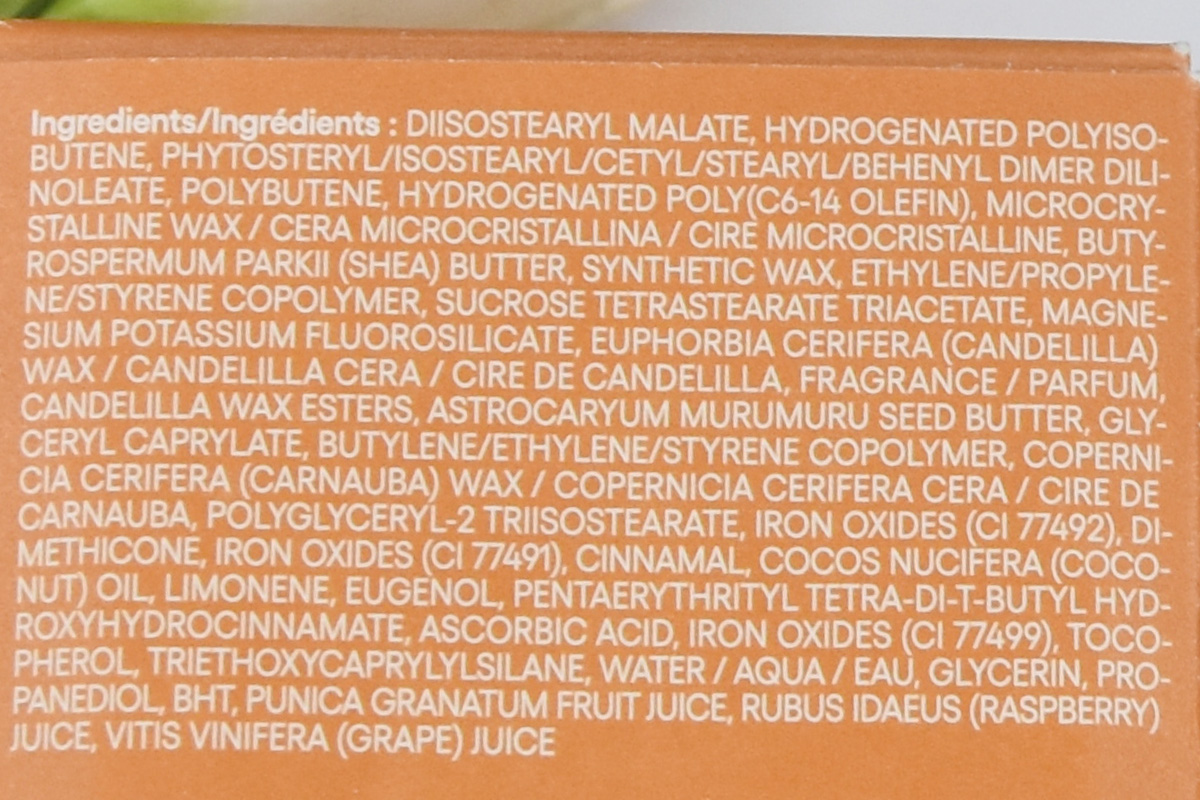 Ingredients/Ingrédients : DIISOSTEARYL MALATE, HYDROGENATED POLYISO-
BUTENE, PHYTOSTERYL/ISOSTEARYL/CETYL/STEARYL/BEHENYL DIMER DILI-
NOLEATE, POLYBUTENE, HYDROGENATED POLY(C6-14 OLEFIN), MICROCRY-
STALLINE WAX / CERA MICROCRISTALLINA / CIRE MICROCRISTALLINE, BUTY-
ROSPERMUM PARKII (SHEA) BUTTER, SYNTHETIC WAX, ETHYLENE/PROPYLE-
NE/STYRENE COPOLYMER, SUCROSE TETRASTEARATE TRIACETATE, MAGNE-
SIUM POTASSIUM FLUOROSILICATE, EUPHORBIA CERIFERA (CANDELILLA)
WAX / CANDELILLA CERA / CIRE DE CANDELILLA, FRAGRANCE / PARFUM,
CANDELILLA WAX ESTERS, ASTROCARYUM MURUMURU SEED BUTTER, GLY-
CERYL CAPRYLATE, BUTYLENE/ETHYLENE/STYRENE COPOLYMER, COPERNI-
CIA CERIFERA (CARNAUBA) WAX / COPERNICIA CERIFERA CERA / CIRE DE
CARNAUBA, POLYGLYCERYL-2 TRIISOSTEARATE, IRON OXIDES (CI 77492), DI-
METHICONE, IRON OXIDES (CI 77491), CINNAMAL, COCOS NUCIFERA (COCO-
NUT) OIL, LIMONENE, EUGENOL, PENTAERYTHRITYL TETRA-DI-T-BUTYL HYD-
ROXYHYDROCINNAMATE, ASCORBIC ACID, IRON OXIDES (CI 77499), TOCO-
PHEROL, TRIETHOXYCAPRYLYLSILANE, WATER / AQUA / EAU, GLYCERIN, PRO-
PANEDIOL, BHT, PUNICA GRANATUM FRUIT JUICE, RUBUS IDAEUS (RASPBERRY)
JUICE, VITIS VINIFERA (GRAPE) JUICE